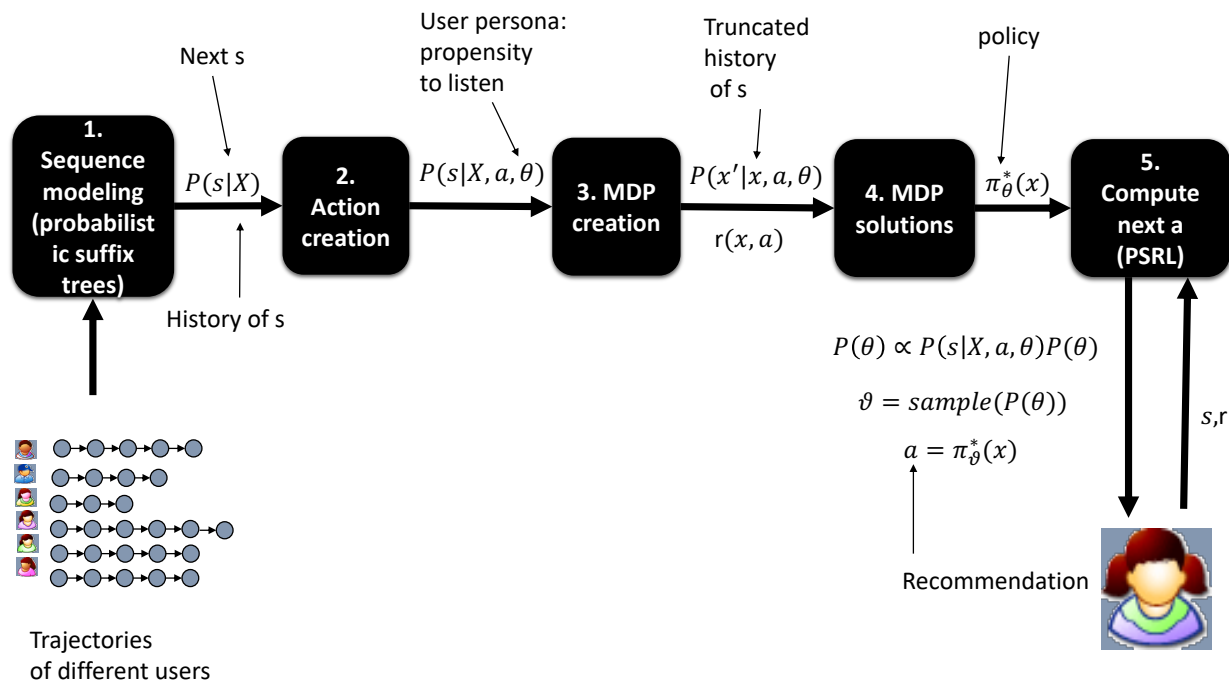 Next s
User persona:
propensity
to listen
Truncated
history
of s
policy
1.
Sequence
modeling
(probabilist
ic suffix
trees)
P(s|X)
History of s
2.
Action
creation
P(s|X, a, θ)
3. MDP
creation
P(x′|x, a, θ)
r(x, a)
4. MDP
solutions
π*θ(x)
5.
Compute
next a
(PSRL)
P(θ) ∝ P(s|X, a, θ)P(θ)
ϑ = sample(P(θ))
a = π*ϑ(x)
s,r
Recommendation
Trajectories
of different users